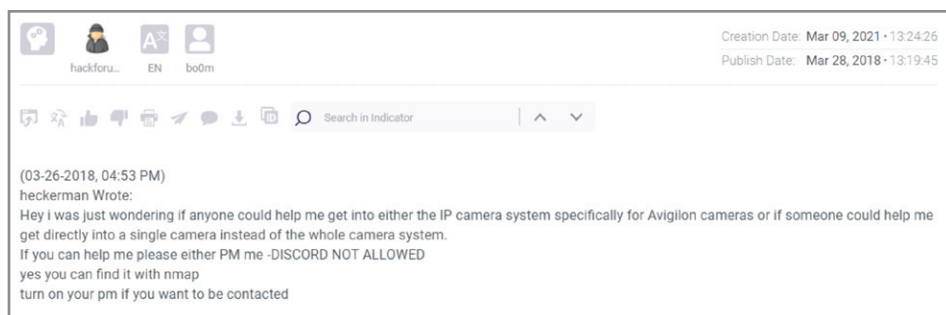 Creation Date: Mar 09, 2021 • 13:24:26
Publish Date: Mar 28, 2018 • 13:19:45
A文
hackforu... EN bo0m
ID
Search in Indicator
(03-26-2018, 04:53 PM)
heckerman Wrote:
Hey i was just wondering if anyone could help me get into either the IP camera system specifically for Avigilon cameras or if someone could help me
get directly into a single camera instead of the whole camera system.
If you can help me please either PM me -DISCORD NOT ALLOWED
yes you can find it with nmap
turn on your pm if you want to be contacted